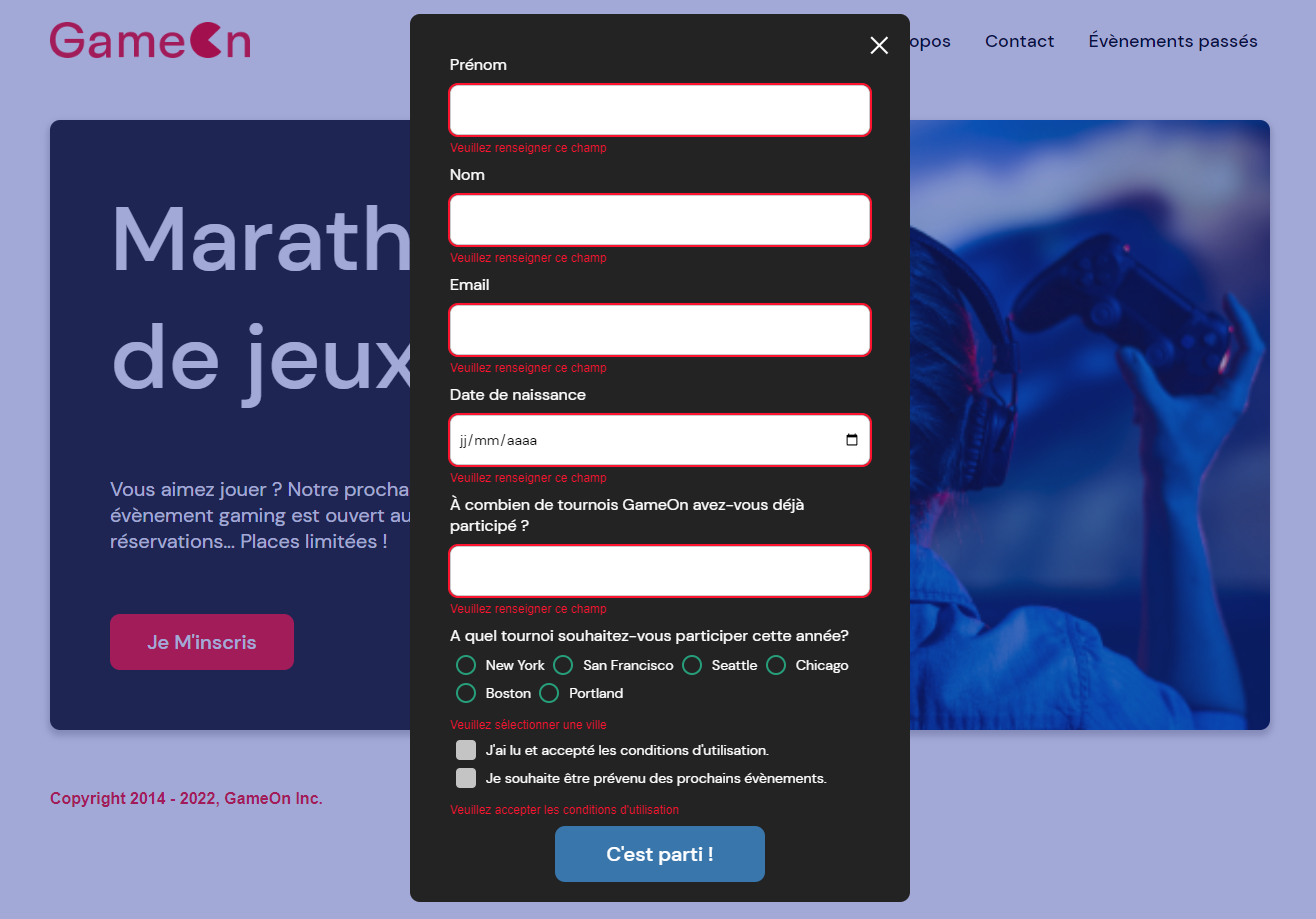 GameOn
opos
Contact
Évènements passés
Marath
de jeux
Vous aimez jouer ? Notre procha
évènement gaming est ouvert au
réservations... Places limitées !
Je M'inscris
Copyright 2014 - 2022, GameOn Inc.
Prénom
Veuillez renseigner ce champ
Nom
Veuillez renseigner ce champ
Email
Veuillez renseigner ce champ
Date de naissance
jj/mm/aaaa
Veuillez renseigner ce champ
À combien de tournois GameOn avez-vous déjà
participé ?
Veuillez renseigner ce champ
A quel tournoi souhaitez-vous participer cette année?
New York San Francisco Seattle Chicago
Boston Portland
Veuillez sélectionner une ville
J'ai lu et accepté les conditions d'utilisation.
Je souhaite être prévenu des prochains évènements.
Veuillez accepter les conditions d'utilisation
C'est parti !